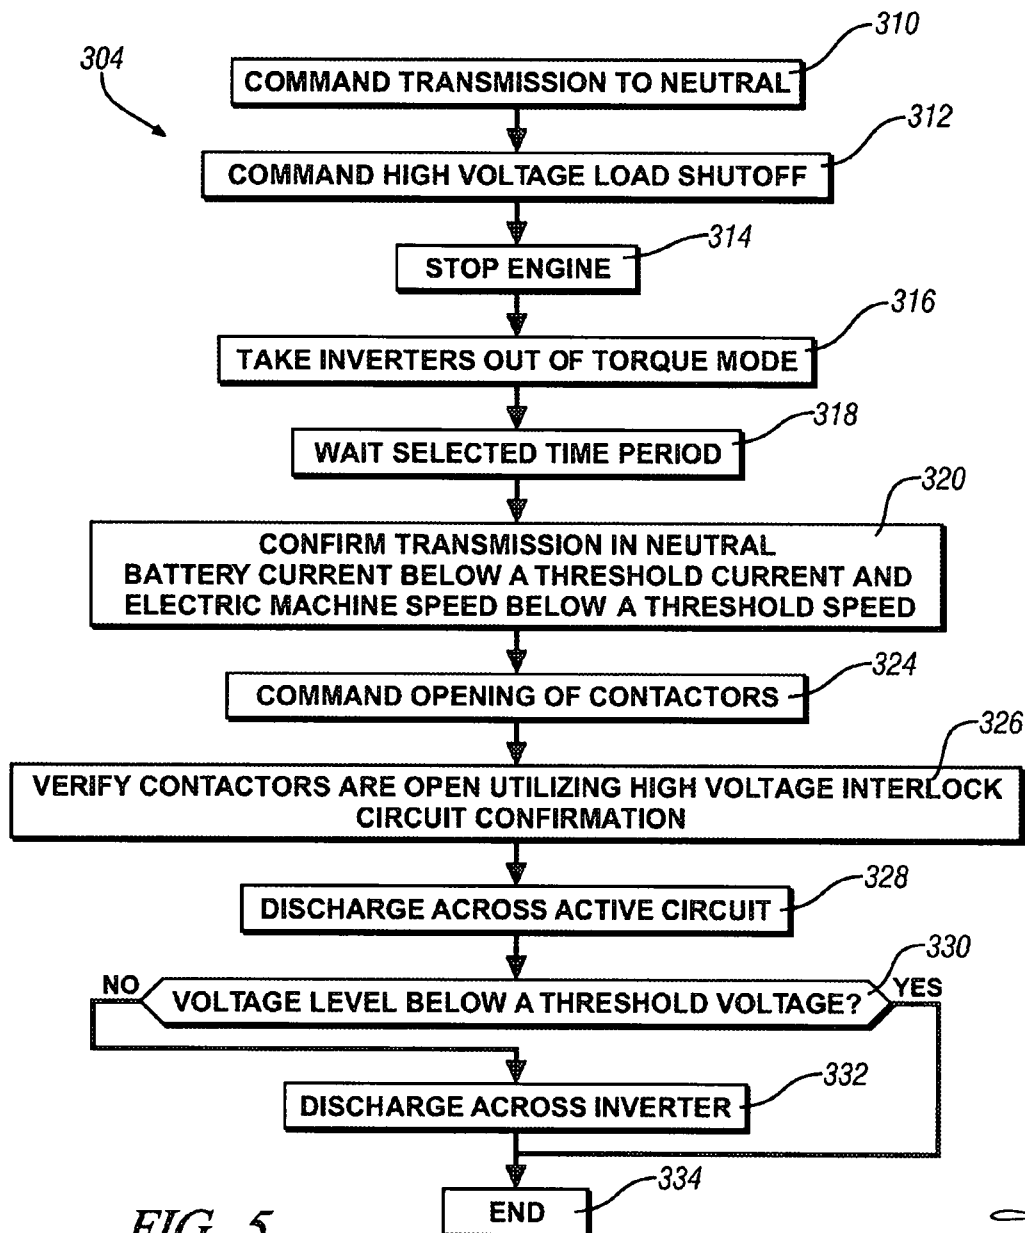 310
304
COMMAND TRANSMISSION TO NEUTRAL
312
COMMAND HIGH VOLTAGE LOAD SHUTOFF
314
STOP ENGINE
316
TAKE INVERTERS OUT OF TORQUE MODE
318
WAIT SELECTED TIME PERIOD
320
CONFIRM TRANSMISSION IN NEUTRAL
BATTERY CURRENT BELOW A THRESHOLD CURRENT AND
ELECTRIC MACHINE SPEED BELOW A THRESHOLD SPEED
324
COMMAND OPENING OF CONTACTORS
326
VERIFY CONTACTORS ARE OPEN UTILIZING HIGH VOLTAGE INTERLOCK
CIRCUIT CONFIRMATION
328
DISCHARGE ACROSS ACTIVE CIRCUIT
330
NO
VOLTAGE LEVEL BELOW A THRESHOLD VOLTAGE?
YES
332
DISCHARGE ACROSS INVERTER
334
END
FIG. 5